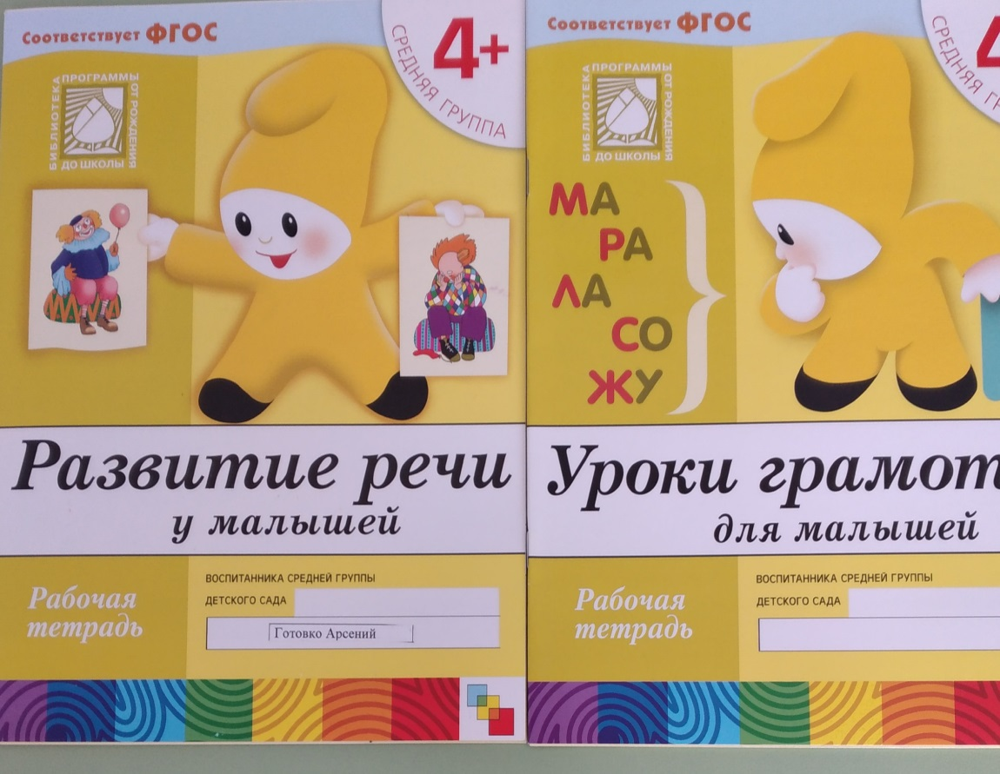 Соответствует ФГОС
4+
СРЕДНЯЯ ГРУППА
БИБЛИОТЕКА
ПРОГРАММЫ
ОТ РОЖДЕНИЯ
ДО ШКОЛЫ
Развитие речи
у малышей
Рабочая
тетрадь
ВОСПИТАННИКА СРЕДНЕЙ ГРУППЫ
ДЕТСКОГО САДА
Готовко Арсений
Соответствует ФГОС
СРЕДНЯЯ
БИБЛИОТЕКА
ПРОГРАММЫ
ОТ РОЖДЕНИЯ
ДО ШКОЛЫ
МА
РА
ЛА
СО
ЖУ
Уроки грамот
для малышей
Рабочая
тетрадь
ВОСПИТАННИКА СРЕДНЕЙ ГРУППЫ
ДЕТСКОГО САДА